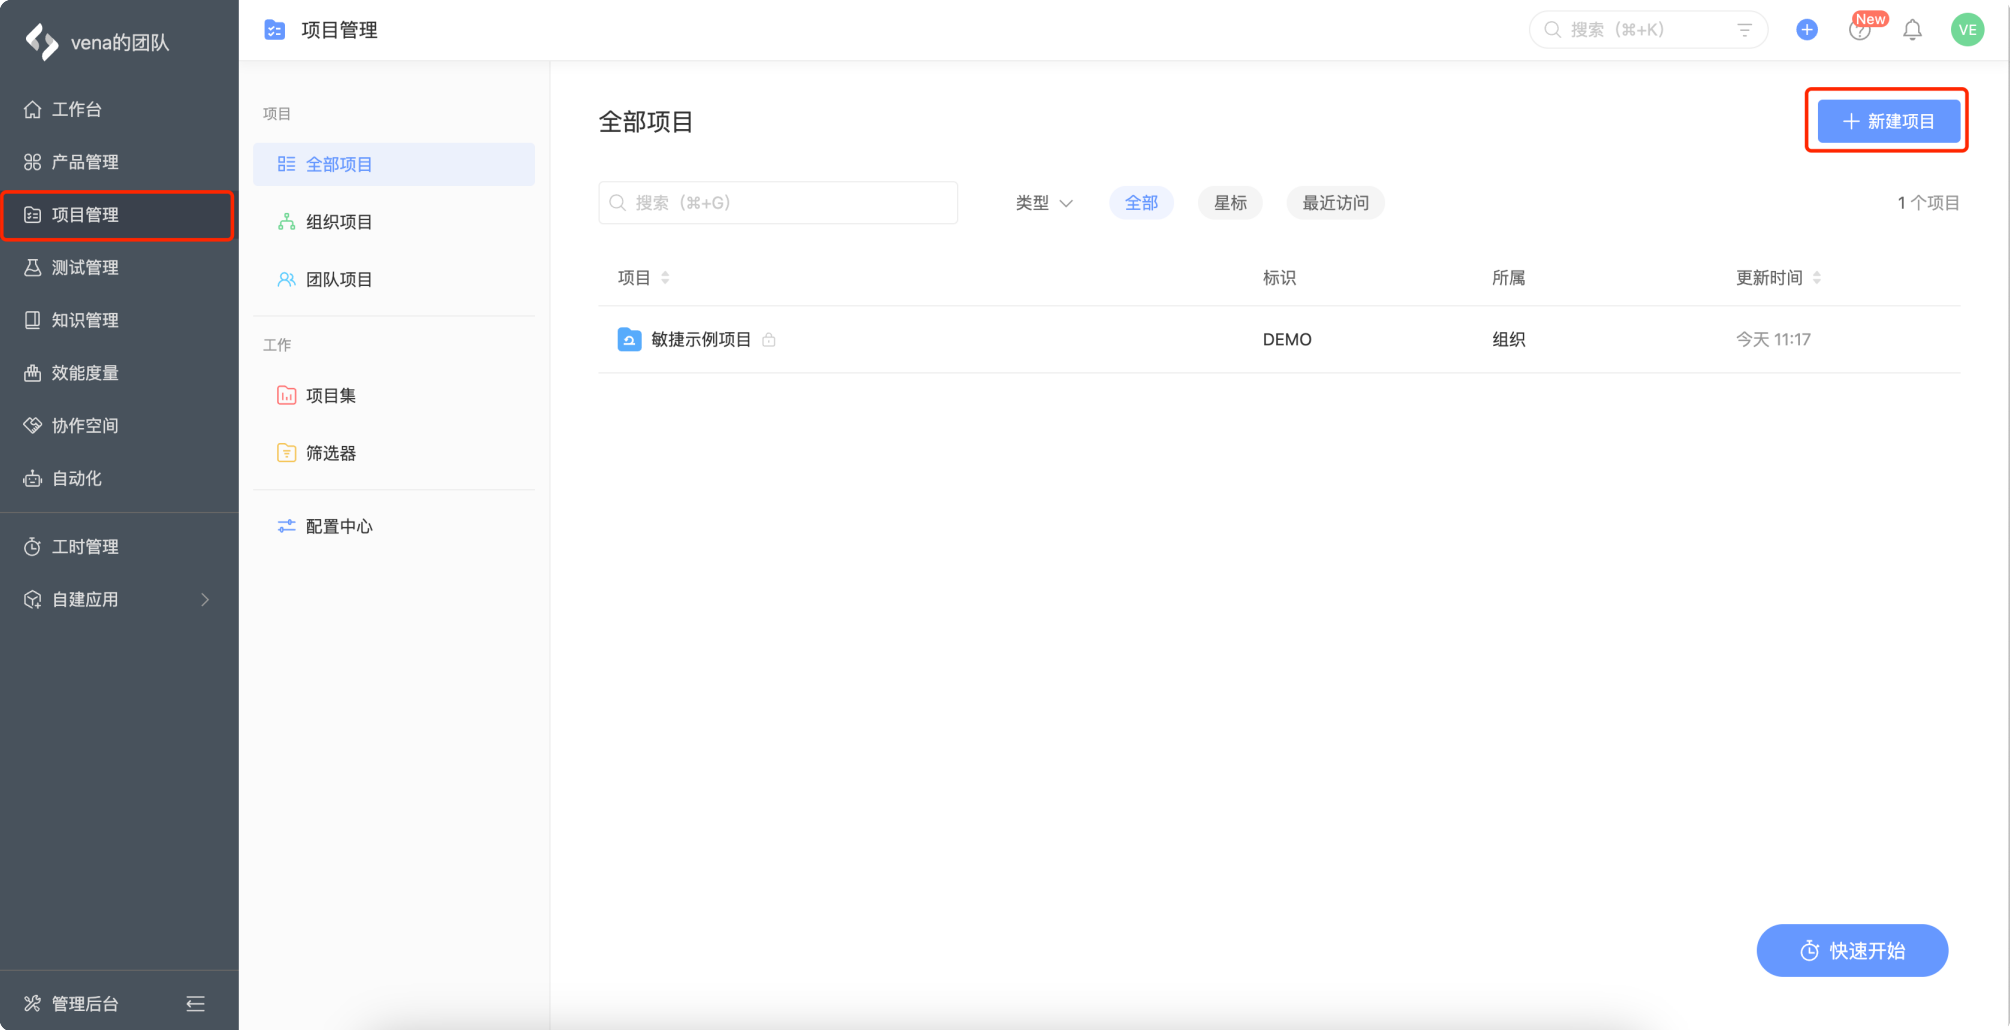 vena的团队
工作台
产品管理
项目管理
测试管理
知识管理
效能度量
协作空间
自动化
工时管理
自建应用
管理后台
项目管理
搜索（⌘+K）
New
VE
项目
全部项目
组织项目
团队项目
工作
项目集
筛选器
配置中心
全部项目
新建项目
搜索（⌘+G）
类型 全部 星标 最近访问 1 个项目
项目 标识 所属 更新时间
敏捷示例项目 DEMO 组织 今天 11:17
快速开始